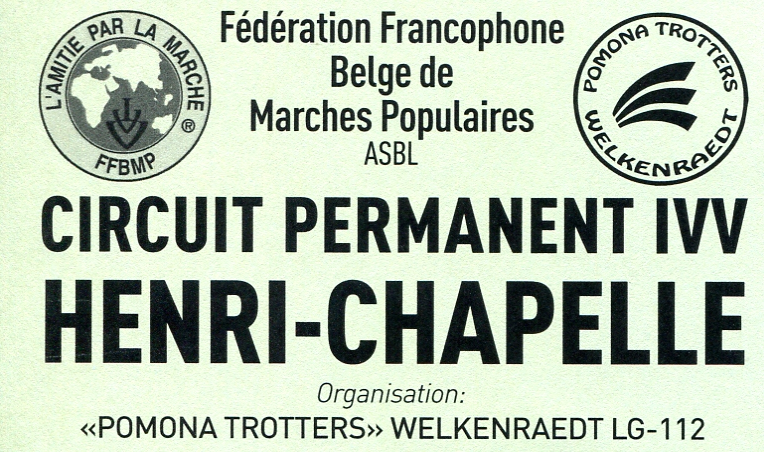 L'AMITIE PAR LA MARCHE
IVV
®
FFBMP
Fédération Francophone
Belge de
Marches Populaires
ASBL
POMONA TROTTERS
WELKENRAEDT
CIRCUIT PERMANENT IVV
HENRI-CHAPELLE
Organisation:
«POMONA TROTTERS» WELKENRAEDT LG-112